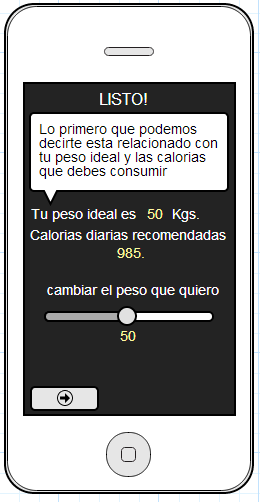 LISTO!
Lo primero que podemos
decirte esta relacionado con
tu peso ideal y las calorias
que debes consumir
Tu peso ideal es 50 Kgs.
Calorias diarias recomendadas
985.
cambiar el peso que quiero
50